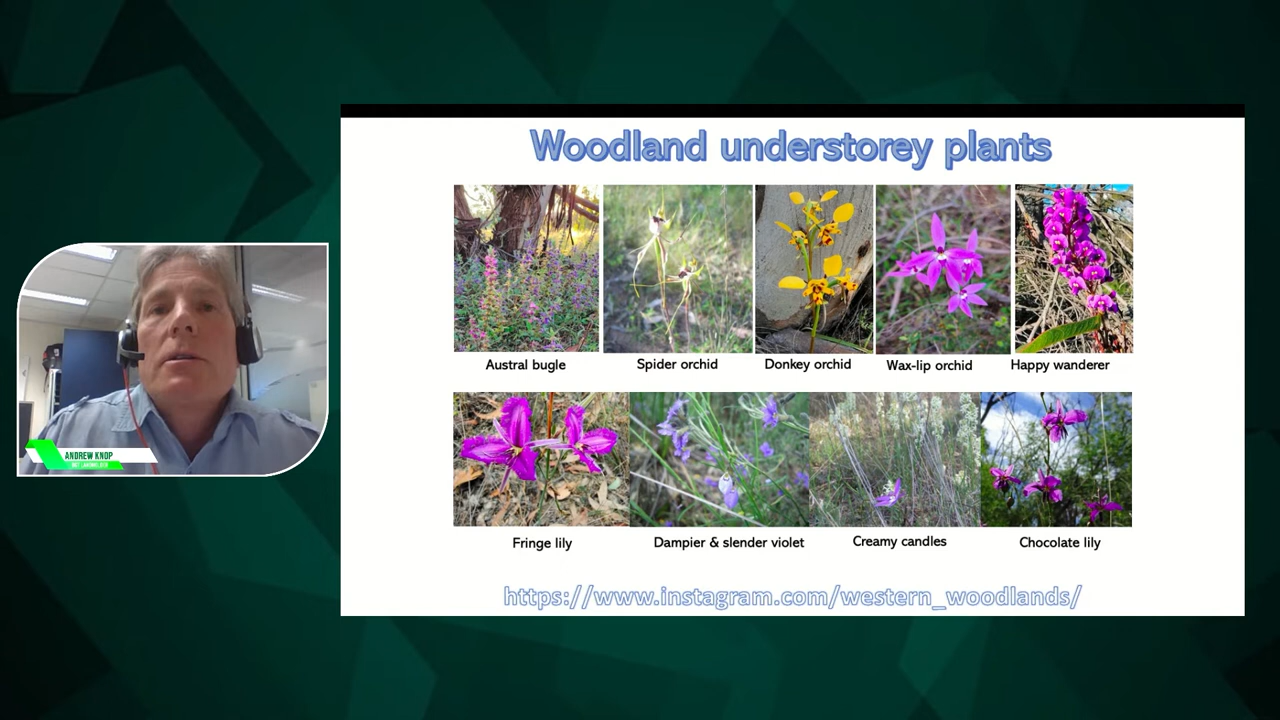 Woodland understorey plants
Austral bugle
Spider orchid
Donkey orchid
Wax-lip orchid
Happy wanderer
Fringe lily
Dampier & slender violet
Creamy candles
Chocolate lily
https://www.instagram.com/western_woodlands/
ANDREW KNOP